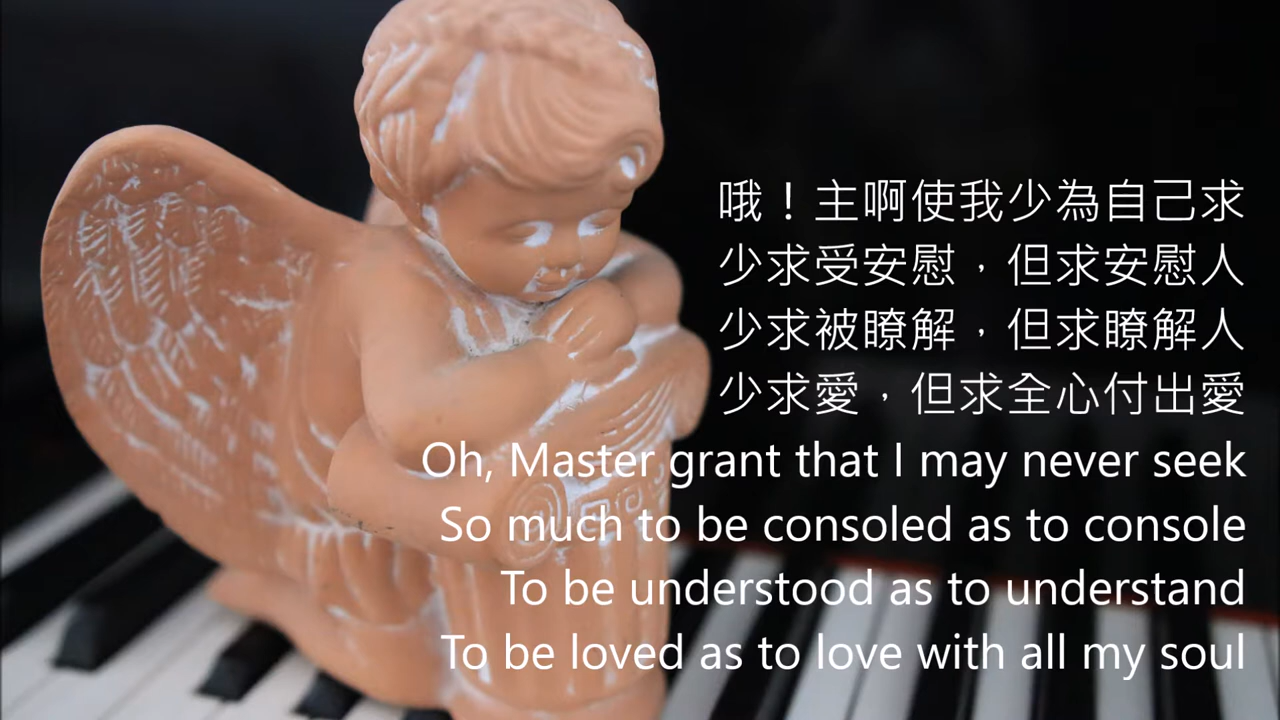 哦！主啊使我少為自己求
少求受安慰，但求安慰人
少求被瞭解，但求瞭解人
少求愛，但求全心付出愛
Oh, Master grant that I may never seek
So much to be consoled as to console
To be understood as to understand
To be loved as to love with all my soul